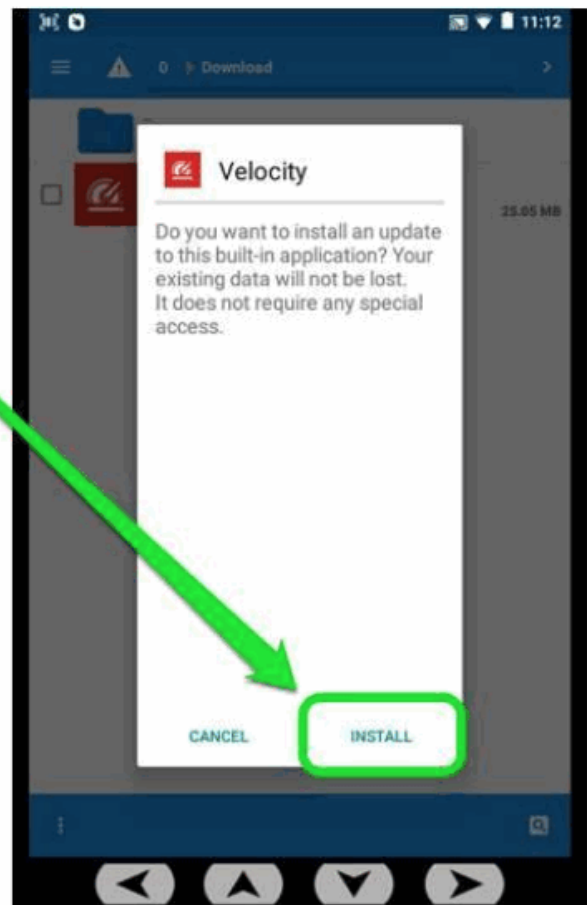 11:12
0 Download
Velocity
25.05 MB
Do you want to install an update
to this built-in application? Your
existing data will not be lost.
It does not require any special
access.
CANCEL INSTALL